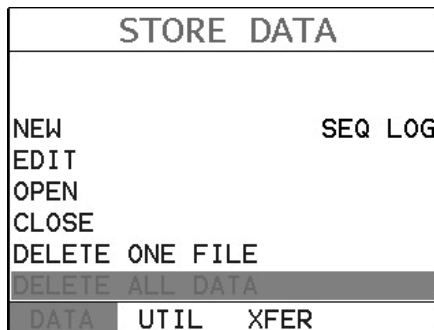 STORE DATA
NEW SEQ LOG
EDIT
OPEN
CLOSE
DELETE ONE FILE
DELETE ALL DATA
DATA UTIL XFER